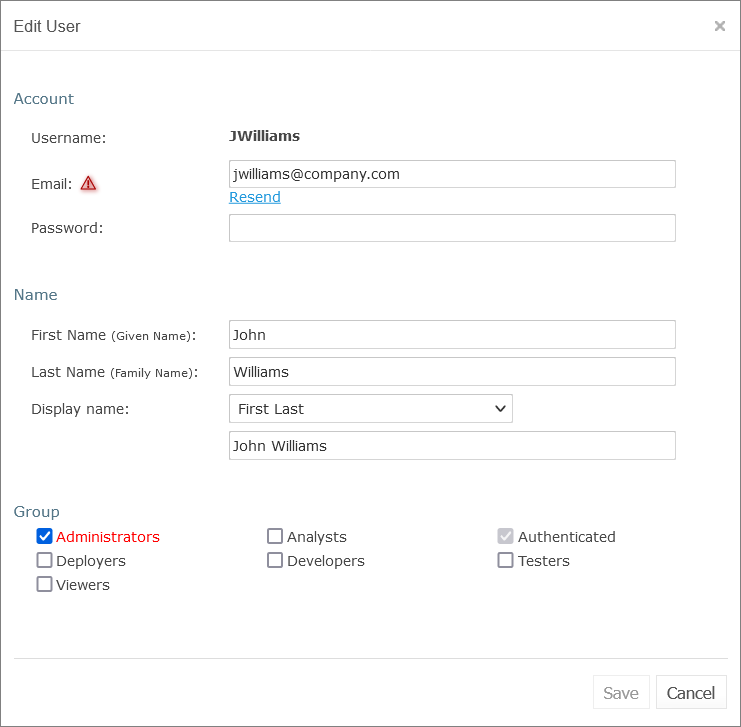 Edit User
×
Account
Username: JWilliams
Email: jwilliams@company.com
Resend
Password:
Name
First Name (Given Name): John
Last Name (Family Name): Williams
Display name: First Last
John Williams
Group
Administrators Analysts Authenticated
Deployers Developers Testers
Viewers
Save Cancel